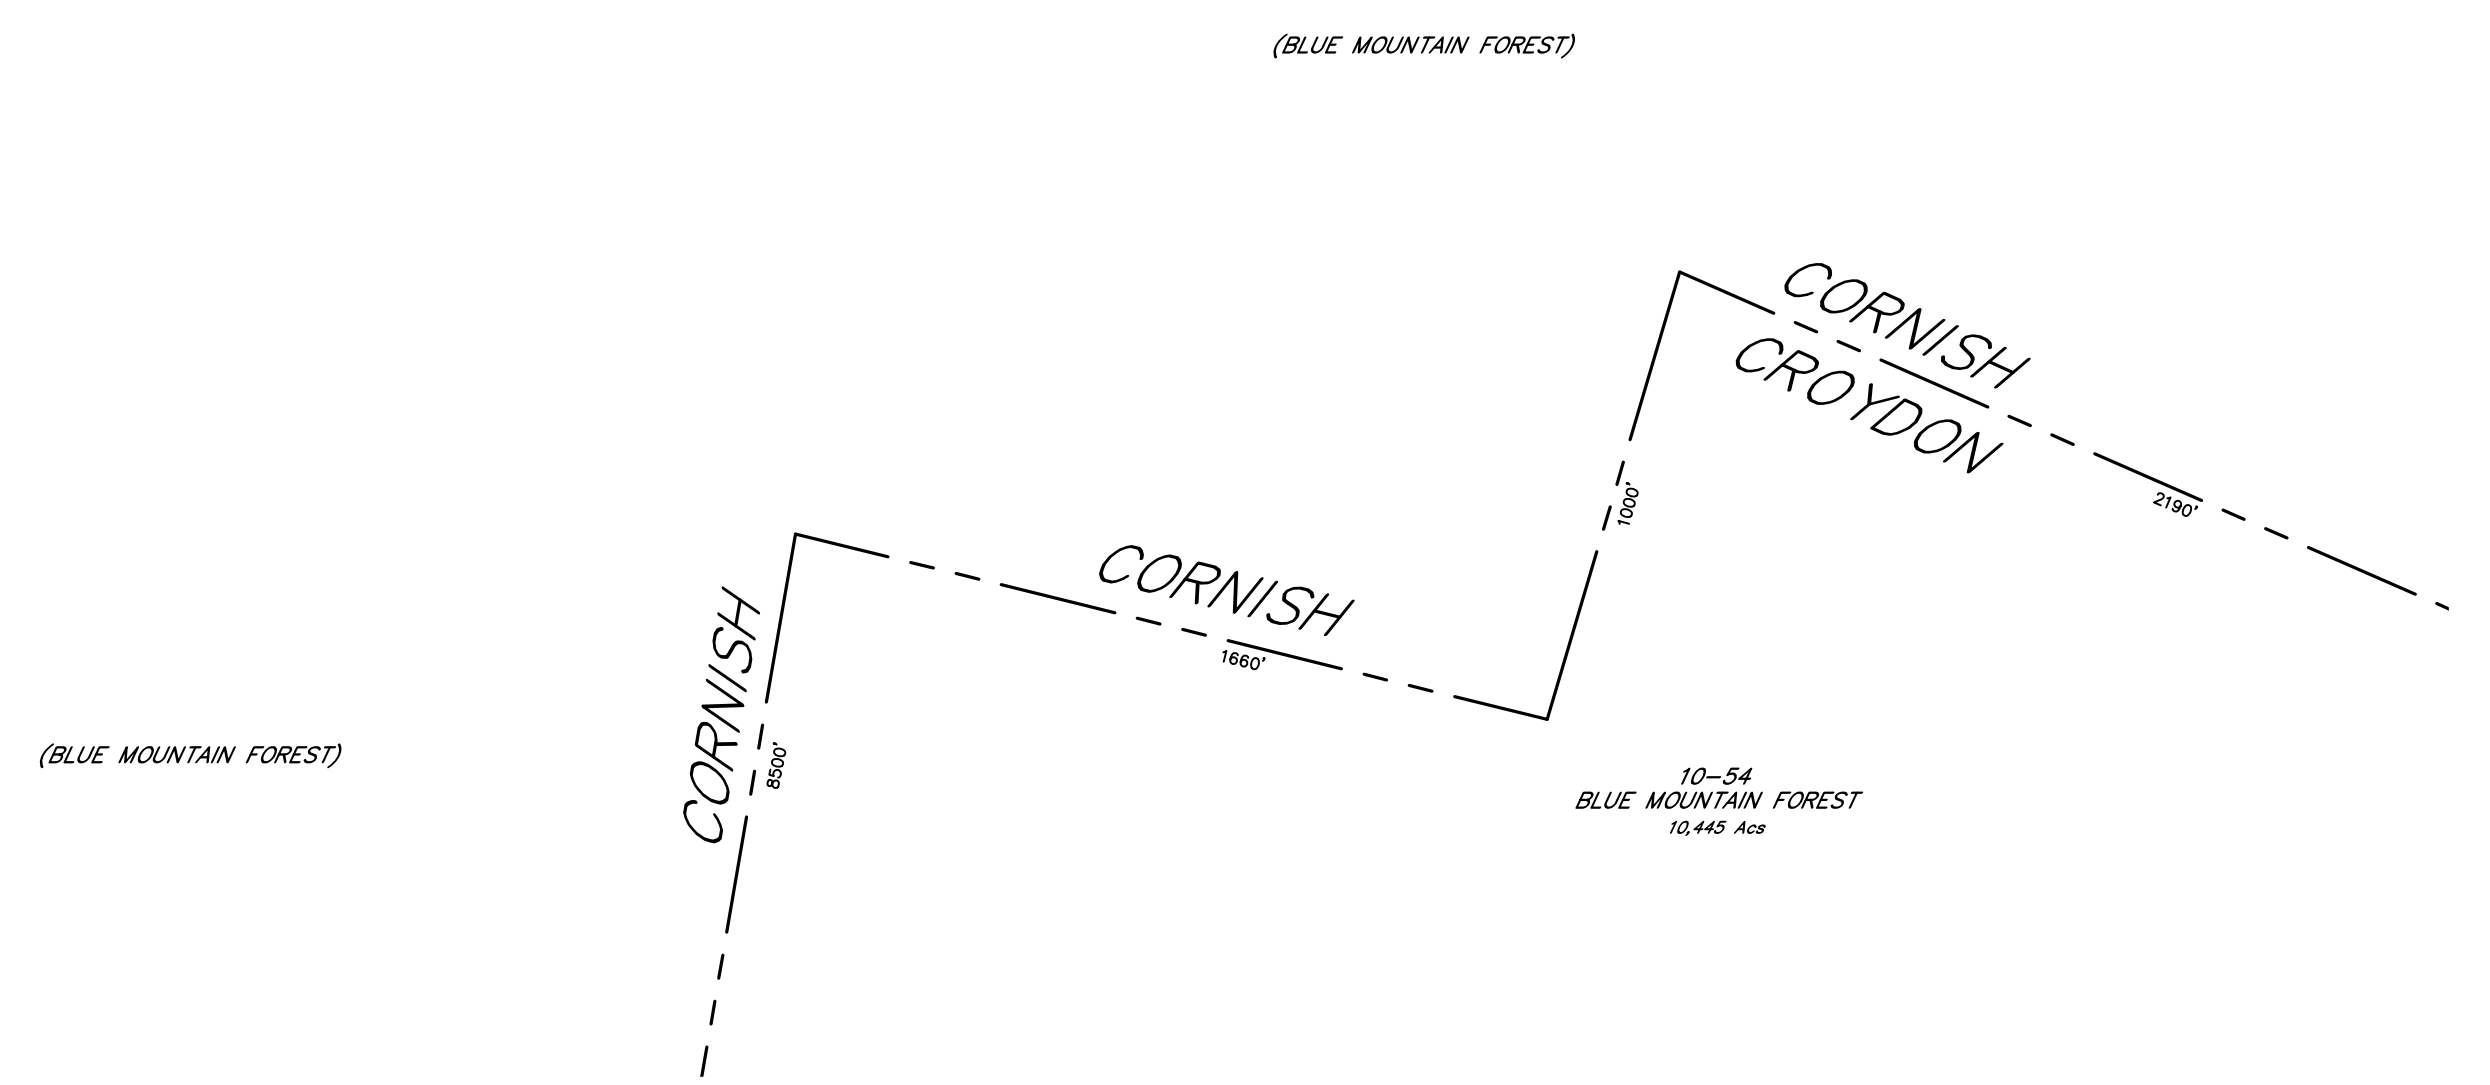 (BLUE MOUNTAIN FOREST)
CORNISH
CROYDON
2190'
1000'
CORNISH
1660'
CORNISH
8500'
(BLUE MOUNTAIN FOREST)
10-54
BLUE MOUNTAIN FOREST
10,445 Acs